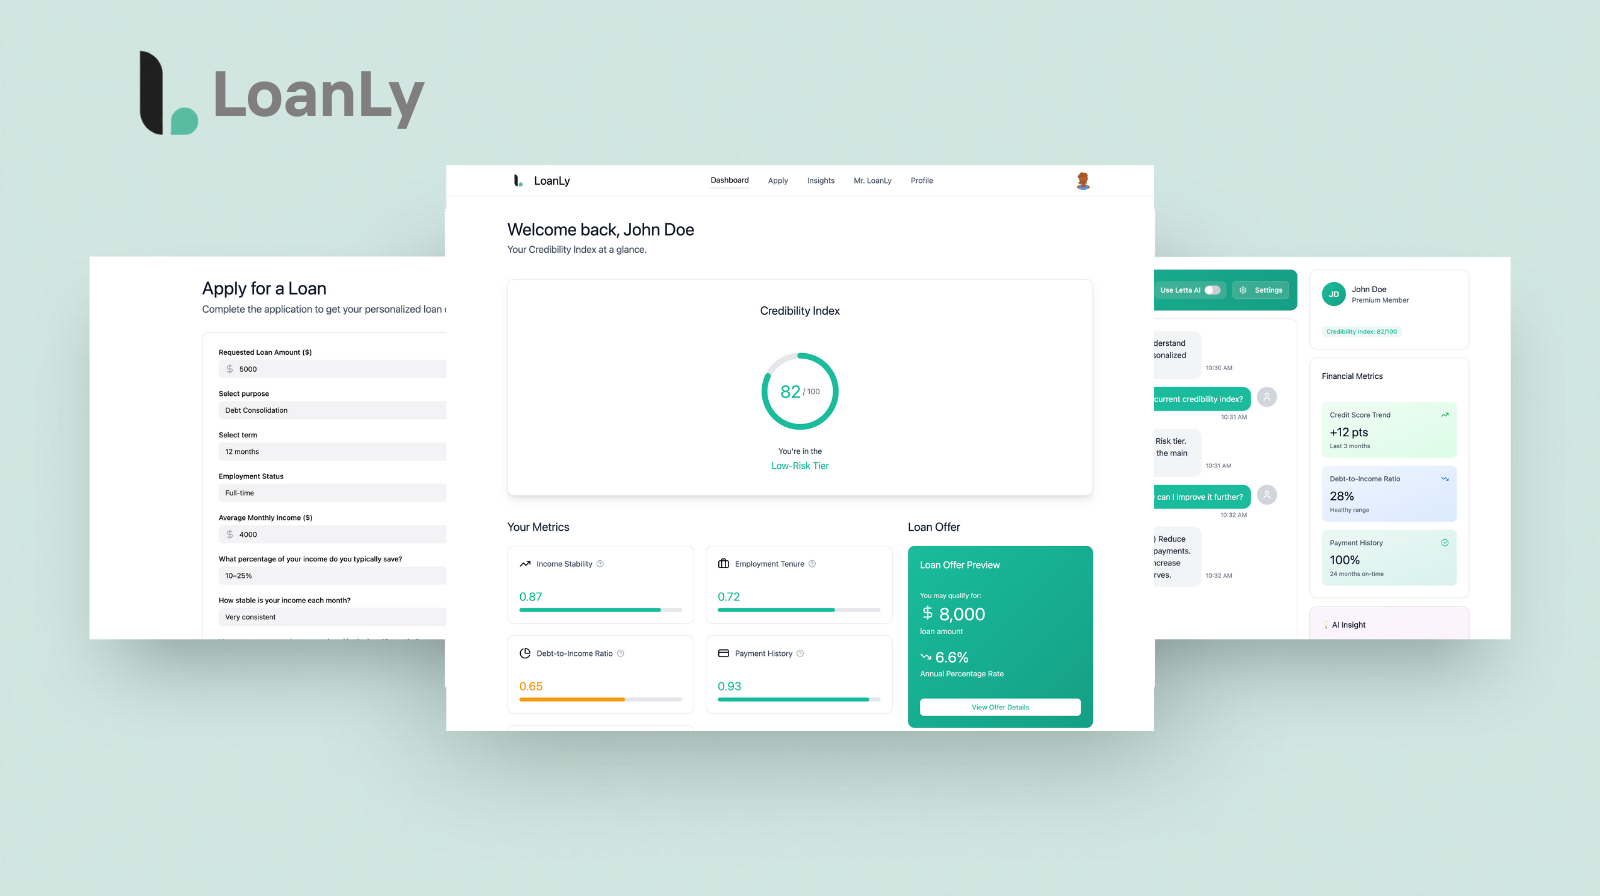 LoanLy
LoanLy
Dashboard
Apply
Insights
Mr. LoanLy
Profile
Welcome back, John Doe
Your Credibility Index at a glance.
Credibility Index
82 / 100
You're in the
Low-Risk Tier
Your Metrics
Income Stability
0.87
Employment Tenure
0.72
Debt-to-Income Ratio
0.65
Payment History
0.93
Loan Offer
Loan Offer Preview
You may qualify for:
$ 8,000
loan amount
6.6%
Annual Percentage Rate
View Offer Details
Apply for a Loan
Complete the application to get your personalized loan
Requested Loan Amount ($)
$ 5000
Select purpose
Debt Consolidation
Select term
12 months
Employment Status
Full-time
Average Monthly Income ($)
$ 4000
What percentage of your income do you typically save?
10–25%
How stable is your income each month?
Very consistent
Use Letta AI
Settings
derstand
sonalized
10:30 AM
current credibility index?
10:31 AM
Risk tier.
the main
10:31 AM
can I improve it further?
10:32 AM
) Reduce
payments.
ncrease
rves.
10:32 AM
JD
John Doe
Premium Member
Credibility Index: 82/100
Financial Metrics
Credit Score Trend
+12 pts
Last 3 months
Debt-to-Income Ratio
28%
Healthy range
Payment History
100%
24 months on-time
AI Insight